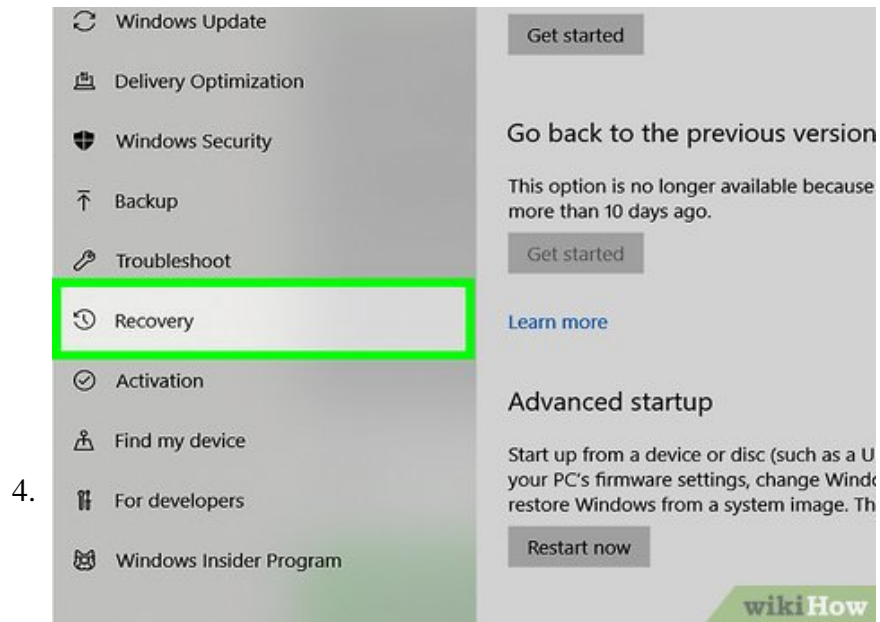 Windows Update
Delivery Optimization
Windows Security
Backup
Troubleshoot
Recovery
Activation
Find my device
For developers
Windows Insider Program
Get started
Go back to the previous version
This option is no longer available because
more than 10 days ago.
Get started
Learn more
Advanced startup
Start up from a device or disc (such as a U
your PC's firmware settings, change Windo
restore Windows from a system image. Th
Restart now
4.
wikiHow